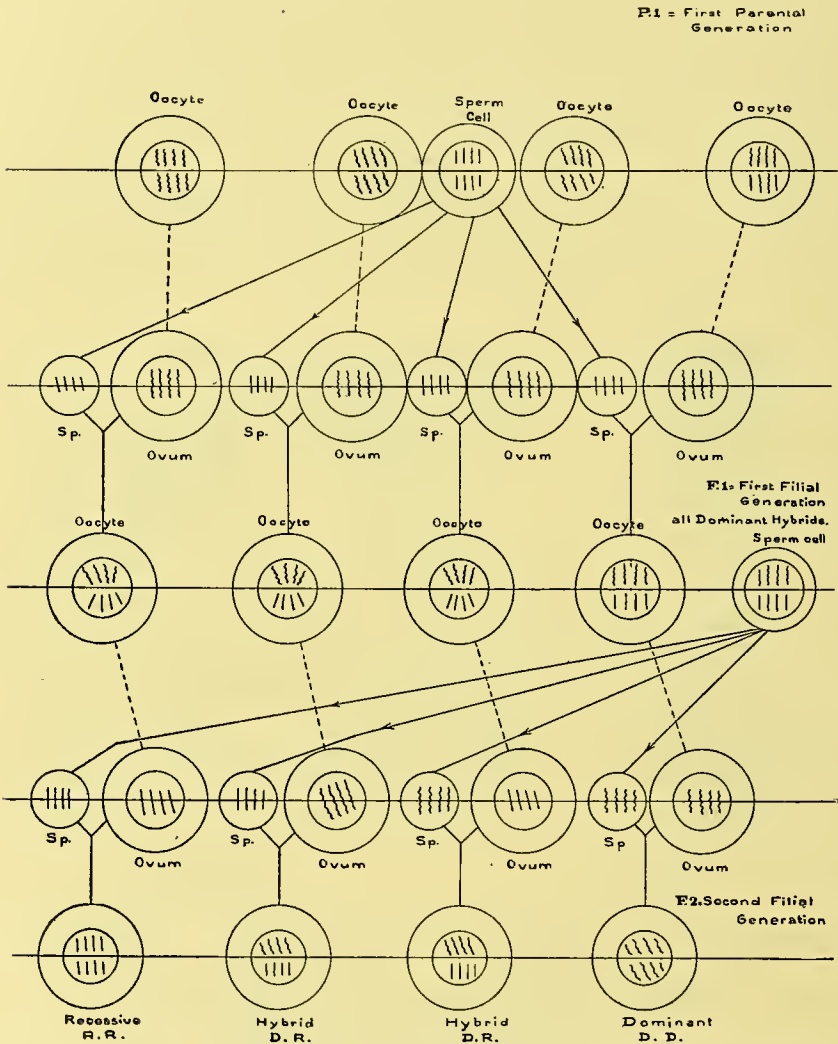 P.1 = First Parental
Generation
Oocyte
Oocyte
Sperm
Cell
Oocyte
Oocyte
Sp.
Ovum
Sp.
Ovum
Sp.
Ovum
Sp.
Ovum
F.1= First Filial
Generation
all Dominant Hybrids.
Oocyte
Oocyto
Oocyto
Oocyte
Sperm cell
Sp.
Ovum
Sp.
Ovum
Sp.
Ovum
Sp
Ovum
F.2. Second Filial
Generation
Recessive
R.R.
Hybrid
D.R.
Hybrid
D.R.
Dominant
D.D.